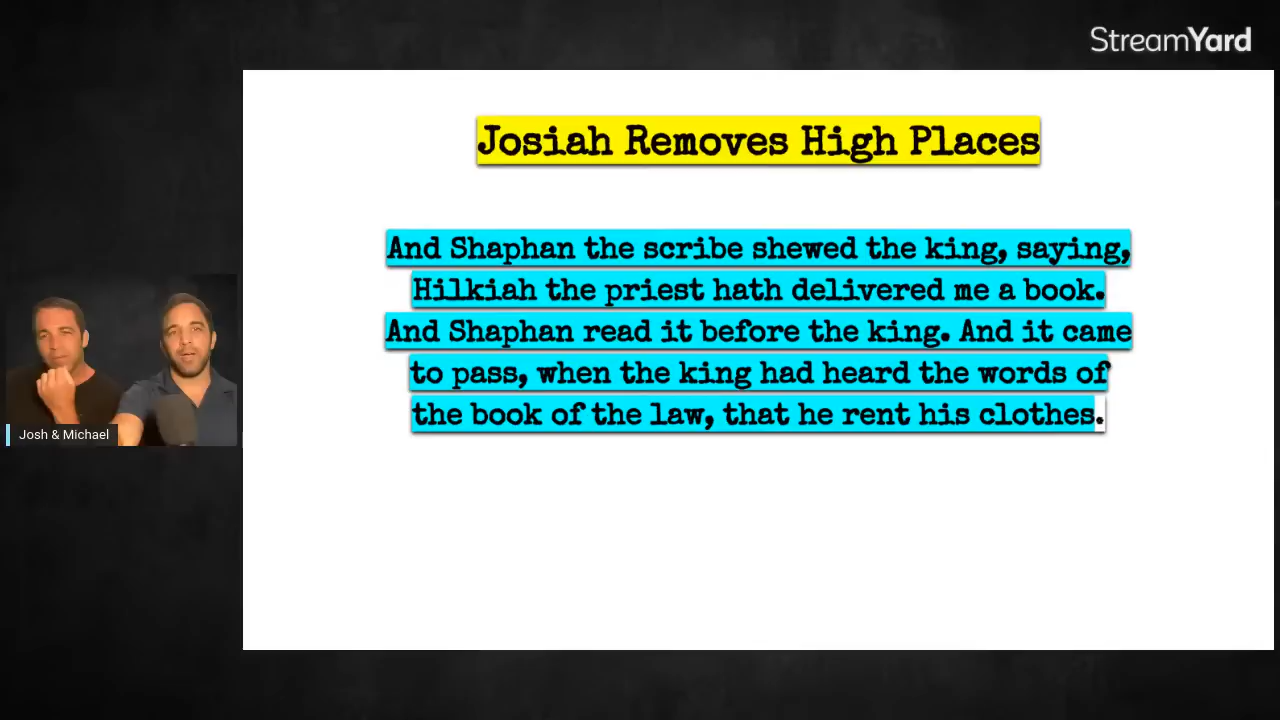 StreamYard
Josiah Removes High Places
And Shaphan the scribe shewed the king, saying,
Hilkiah the priest hath delivered me a book.
And Shaphan read it before the king. And it came
to pass, when the king had heard the words of
the book of the law, that he rent his clothes.
Josh & Michael